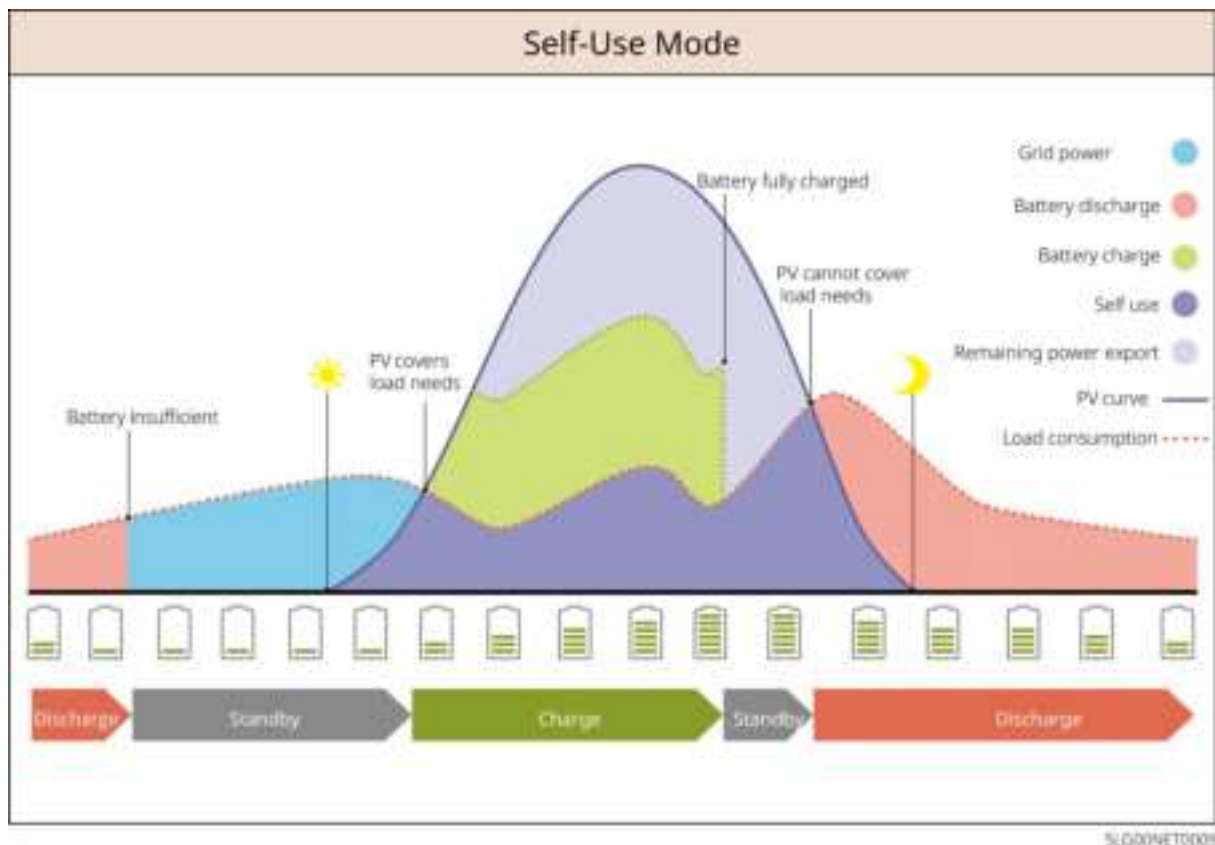 Self-Use Mode
Grid power
Battery fully charged
Battery discharge
Battery charge
PV cannot cover
load needs
Self use
PV covers
load needs
Remaining power export
PV curve
Battery insufficient
Load consumption
Discharge
Standby
Charge
Standby
Discharge